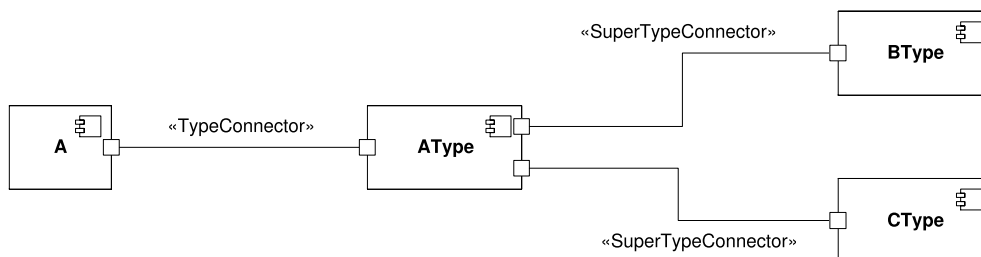 «SuperTypeConnector»
BType
«TypeConnector»
A
AType
CType
«SuperTypeConnector»